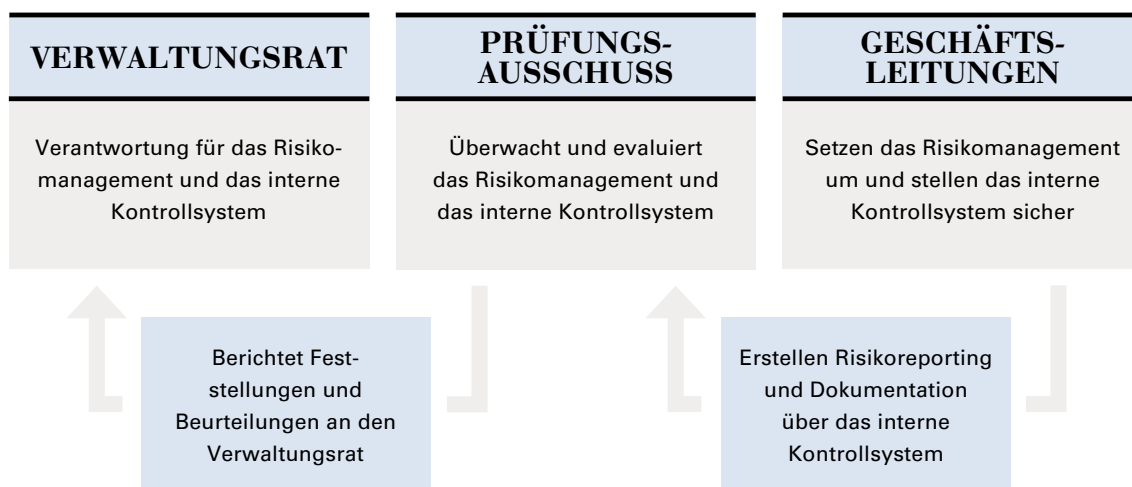 VERWALTUNGSRAT
Verantwortung für das Risiko-
management und das interne
Kontrollsystem
PRÜFUNGS-
AUSSCHUSS
Überwacht und evaluiert
das Risikomanagement und
das interne Kontrollsystem
GESCHÄFTS-
LEITUNGEN
Setzen das Risikomanagement
um und stellen das interne
Kontrollsystem sicher
Berichtet Fest-
stellungen und
Beurteilungen an den
Verwaltungsrat
Erstellen Risikoreporting
und Dokumentation
über das interne
Kontrollsystem